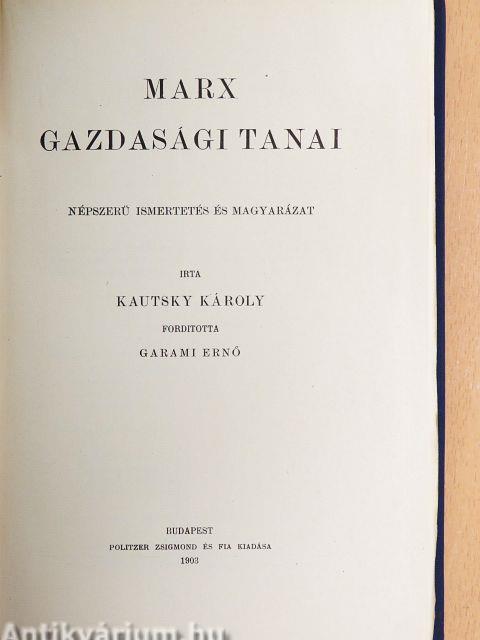 MARX
GAZDASÁGI TANAI
NÉPSZERÜ ISMERTETÉS ÉS MAGYARÁZAT
IRTA
KAUTSKY KÁROLY
FORDITOTTA
GARAMI ERNŐ
BUDAPEST
POLITZER ZSIGMOND ÉS FIA KIADÁSA
1903
Antikvárium.hu